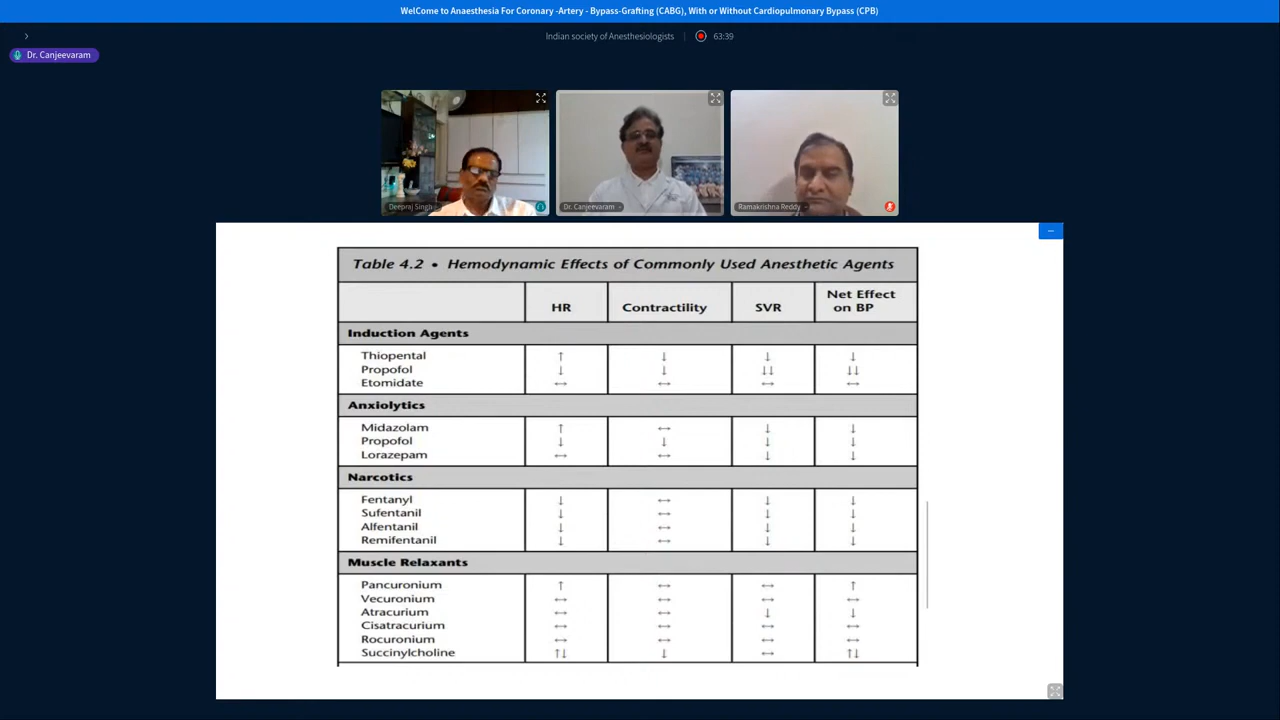 WelCome to Anaesthesia For Coronary -Artery - Bypass-Grafting (CABG), With or Without Cardiopulmonary Bypass (CPB)
Indian society of Anesthesiologists | 63:39
Dr. Canjeevaram
Deepraj Singh
Dr. Canjeevaram
Ramakrishna Reddy
Table 4.2 • Hemodynamic Effects of Commonly Used Anesthetic Agents
HR Contractility SVR Net Effect on BP
Induction Agents
Thiopental ↑ ↓ ↓ ↓
Propofol ↓ ↓ ↓↓ ↓↓
Etomidate ↔ ↔ ↔ ↔
Anxiolytics
Midazolam ↑ ↔ ↓ ↓
Propofol ↓ ↓ ↓ ↓
Lorazepam ↔ ↔ ↓ ↓
Narcotics
Fentanyl ↓ ↔ ↓ ↓
Sufentanil ↓ ↔ ↓ ↓
Alfentanil ↓ ↔ ↓ ↓
Remifentanil ↓ ↔ ↓ ↓
Muscle Relaxants
Pancuronium ↑ ↔ ↔ ↑
Vecuronium ↔ ↔ ↔ ↔
Atracurium ↔ ↔ ↓ ↓
Cisatracurium ↔ ↔ ↔ ↔
Rocuronium ↔ ↔ ↔ ↔
Succinylcholine ↑↓ ↓ ↔ ↑↓